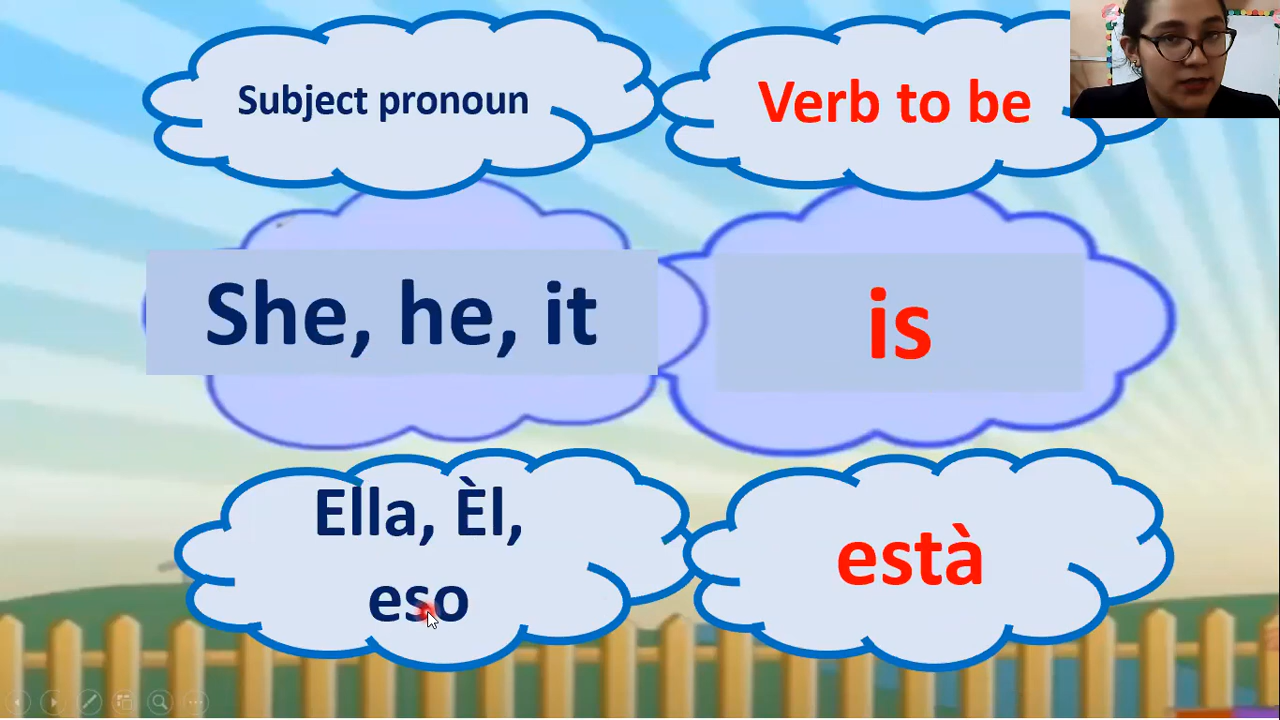 Subject pronoun
Verb to be
She, he, it
is
Ella, Èl,
eso
està